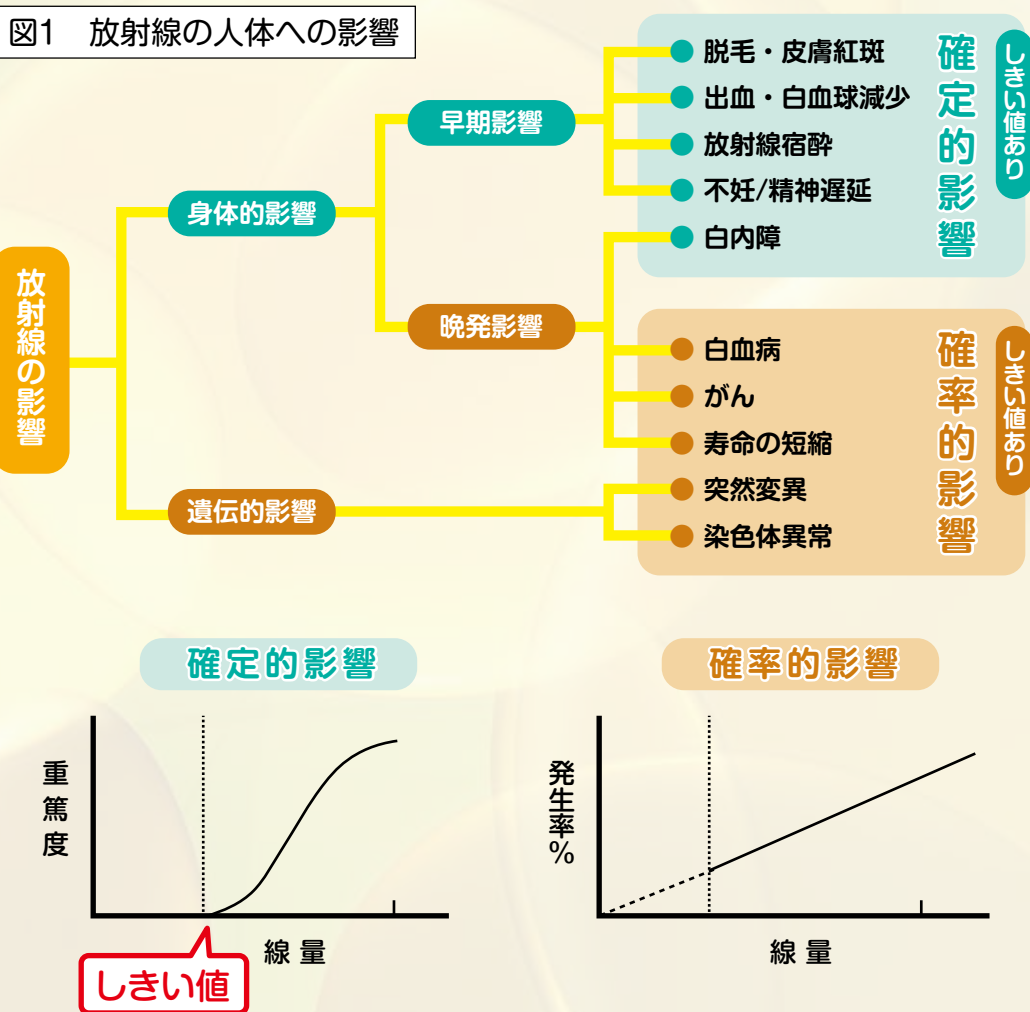 図1 放射線の人体への影響
放射線の影響
身体的影響
遺伝的影響
早期影響
晩発影響
脱毛・皮膚紅斑
出血・白血球減少
放射線宿酔
不妊/精神遅延
白内障
確定的影響
しきい値あり
白血病
がん
寿命の短縮
突然変異
染色体異常
確率的影響
しきい値あり
確定的影響
重篤度
線量
しきい値
確率的影響
発生率%
線量